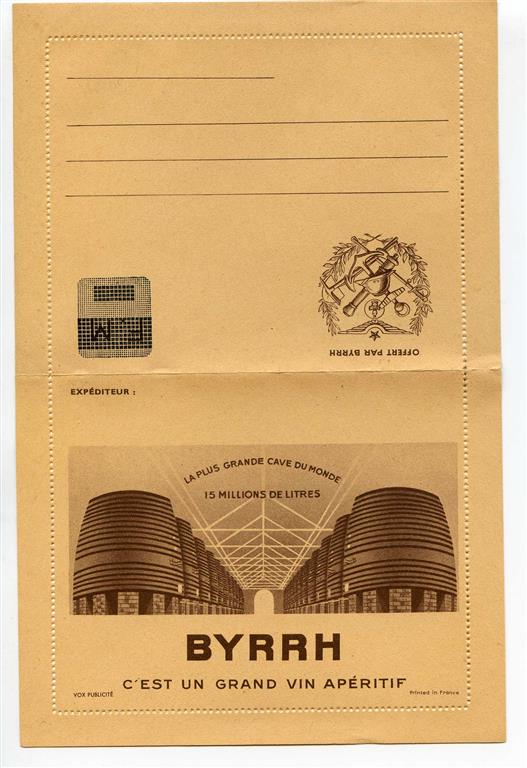 F.M.
OFFERT PAR BYRRH
EXPÉDITEUR :
LA PLUS GRANDE CAVE DU MONDE
15 MILLIONS DE LITRES
BYRRH
C'EST UN GRAND VIN APÉRITIF
VOX PUBLICITÉ
Printed in France